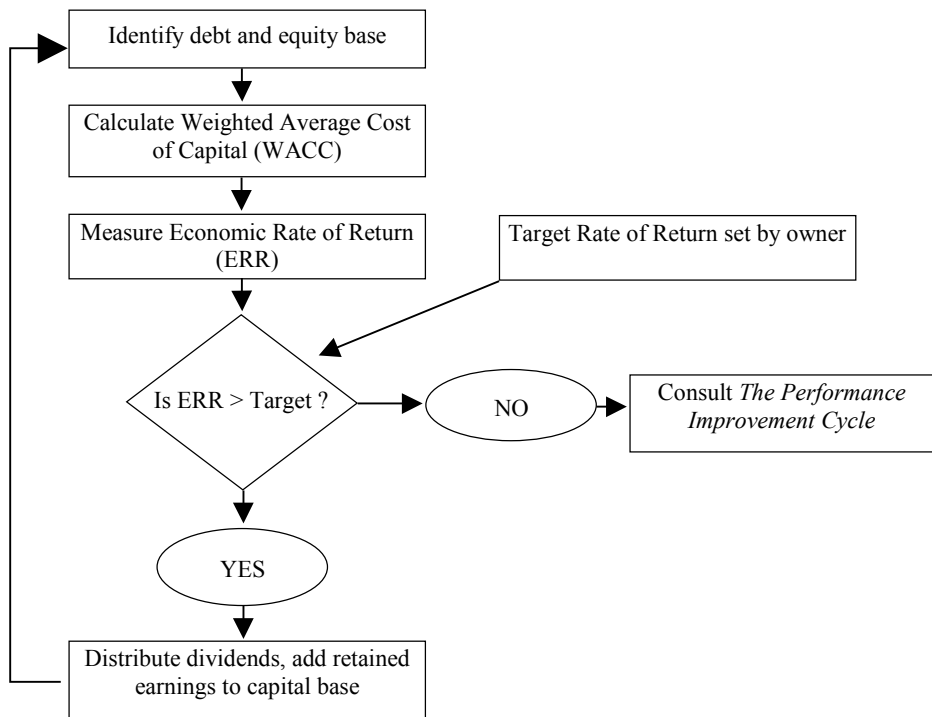 Identify debt and equity base
Calculate Weighted Average Cost
of Capital (WACC)
Measure Economic Rate of Return
(ERR)
Target Rate of Return set by owner
Is ERR > Target ?
NO
Consult The Performance
Improvement Cycle
YES
Distribute dividends, add retained
earnings to capital base